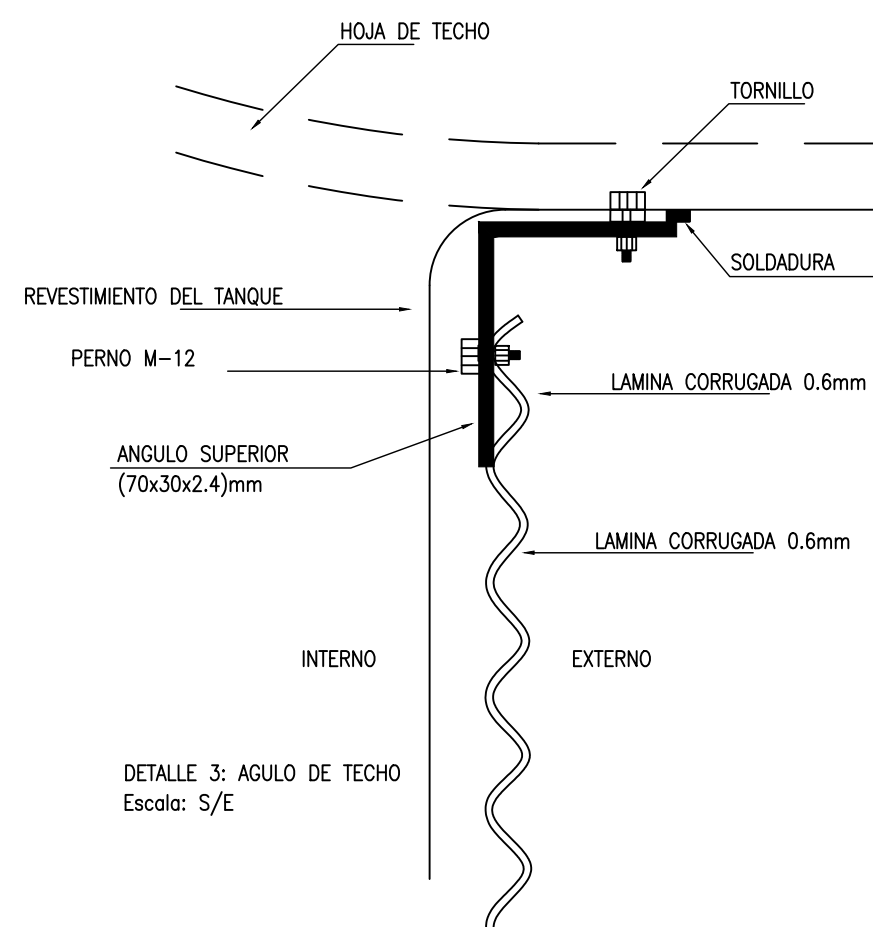 HOJA DE TECHO
TORNILLO
SOLDADURA
REVESTIMIENTO DEL TANQUE
PERNO M-12
LAMINA CORRUGADA 0.6mm
ANGULO SUPERIOR
(70x30x2.4)mm
LAMINA CORRUGADA 0.6mm
INTERNO
EXTERNO
DETALLE 3: AGULO DE TECHO
Escala: S/E